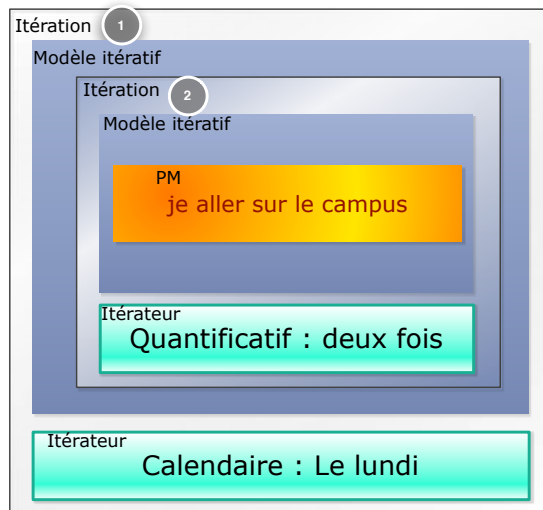 Itération 1
Modèle itératif
Itération 2
Modèle itératif
PM
je aller sur le campus
Itérateur
Quantificatif : deux fois
Itérateur
Calendaire : Le lundi